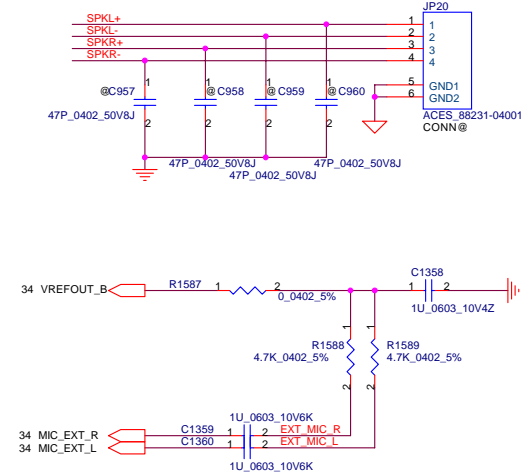 JP20
SPKL+ 1 1
SPKL- 2 2
SPKR+ 3 3
SPKR- 4 4
5 GND1
6 GND2
ACES_88231-04001
CONN@
1 1 1 1
@C957 @C958 @C959 @C960
47P_0402_50V8J
2 2 2 2
47P_0402_50V8J 47P_0402_50V8J
47P_0402_50V8J
C1358
34 VREFOUT_B R1587 1 2 1 2
0_0402_5%
1U_0603_10V4Z
1 1
R1588 R1589
4.7K_0402_5% 4.7K_0402_5%
2 2
1U_0603_10V6K
34 MIC_EXT_R C1359 1 2 EXT_MIC_R
34 MIC_EXT_L C1360 1 2 EXT_MIC_L
1U_0603_10V6K